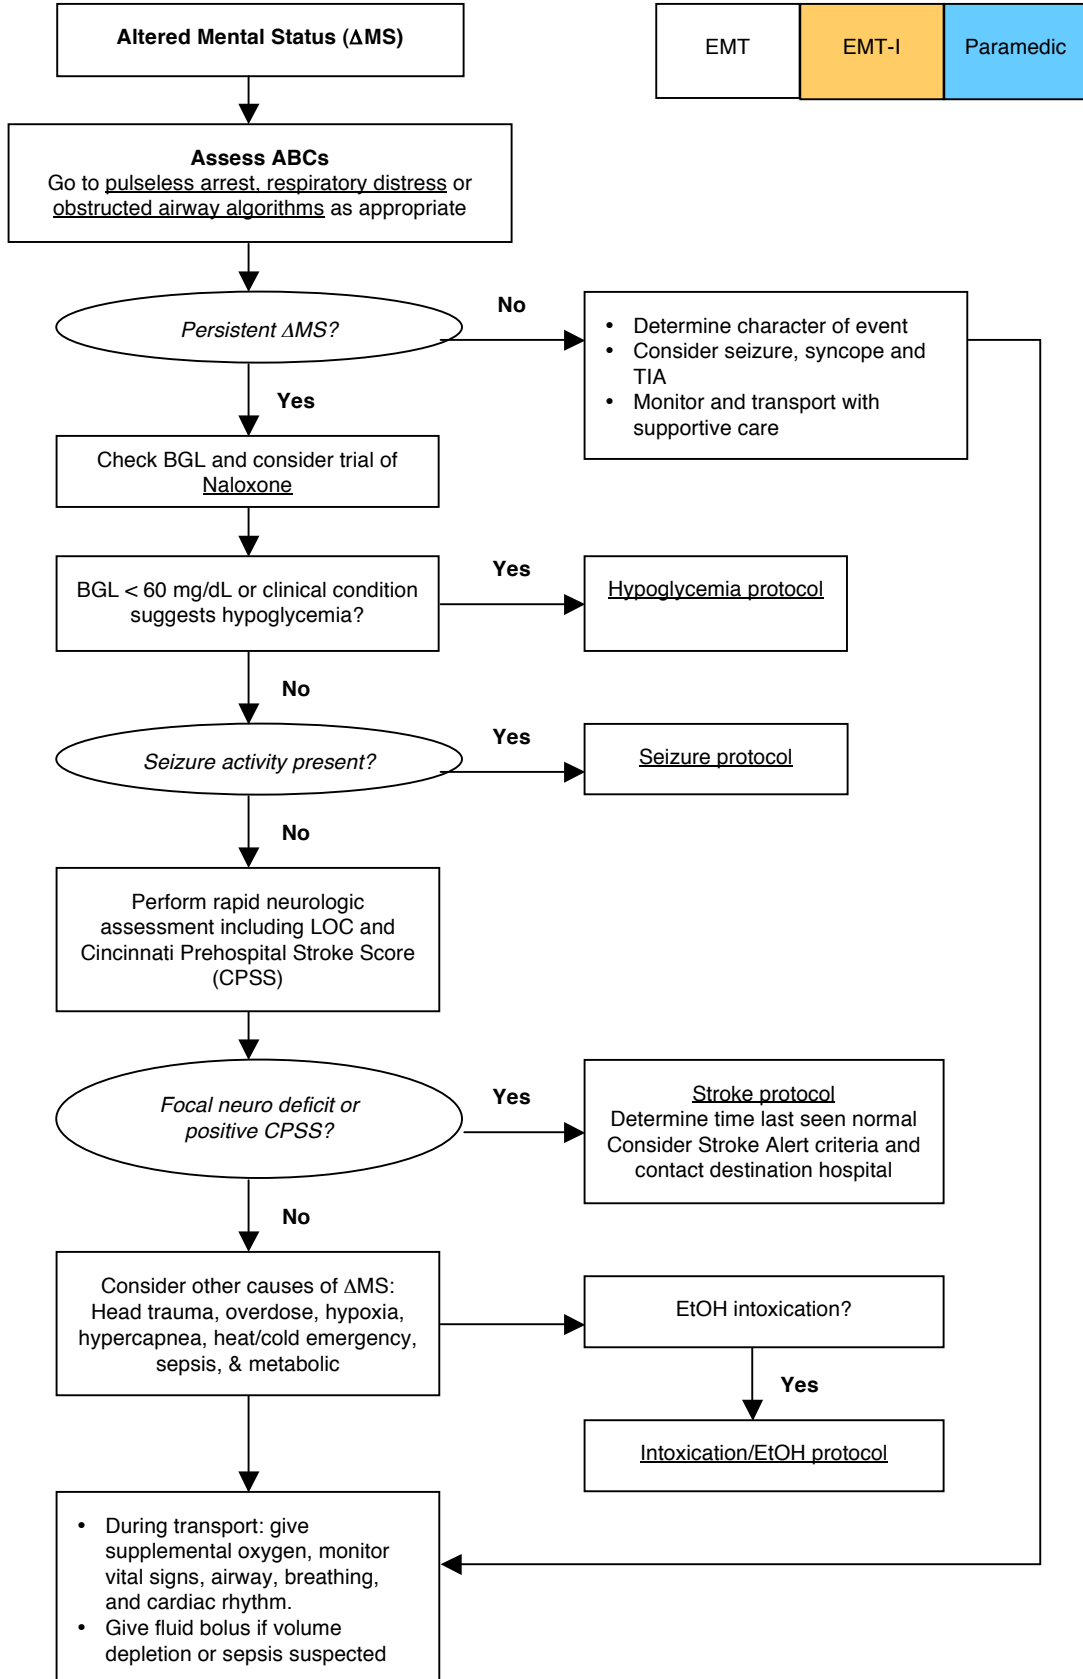 Altered Mental Status (ΔMS)
EMT
EMT-I
Paramedic
Assess ABCs
Go to pulseless arrest, respiratory distress or
obstructed airway algorithms as appropriate
Persistent ΔMS?
No
• Determine character of event
• Consider seizure, syncope and
TIA
• Monitor and transport with
supportive care
Yes
Check BGL and consider trial of
Naloxone
BGL < 60 mg/dL or clinical condition
suggests hypoglycemia?
Yes
Hypoglycemia protocol
No
Seizure activity present?
Yes
Seizure protocol
No
Perform rapid neurologic
assessment including LOC and
Cincinnati Prehospital Stroke Score
(CPSS)
Focal neuro deficit or
positive CPSS?
Yes
Stroke protocol
Determine time last seen normal
Consider Stroke Alert criteria and
contact destination hospital
No
Consider other causes of ΔMS:
Head trauma, overdose, hypoxia,
hypercapnea, heat/cold emergency,
sepsis, & metabolic
EtOH intoxication?
Yes
Intoxication/EtOH protocol
• During transport: give
supplemental oxygen, monitor
vital signs, airway, breathing,
and cardiac rhythm.
• Give fluid bolus if volume
depletion or sepsis suspected